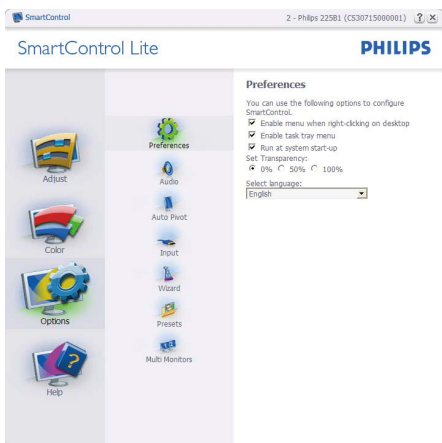 SmartControl
2 - Philips 225B1 (CS30715000001)
SmartControl Lite
PHILIPS
Adjust
Color
Options
Help
Preferences
Audio
Auto Pivot
Input
Wizard
Presets
Multi Monitors
Preferences
You can use the following options to configure
SmartControl.
Enable menu when right-clicking on desktop
Enable task tray menu
Run at system start-up
Set Transparency:
0% 50% 100%
Select language:
English